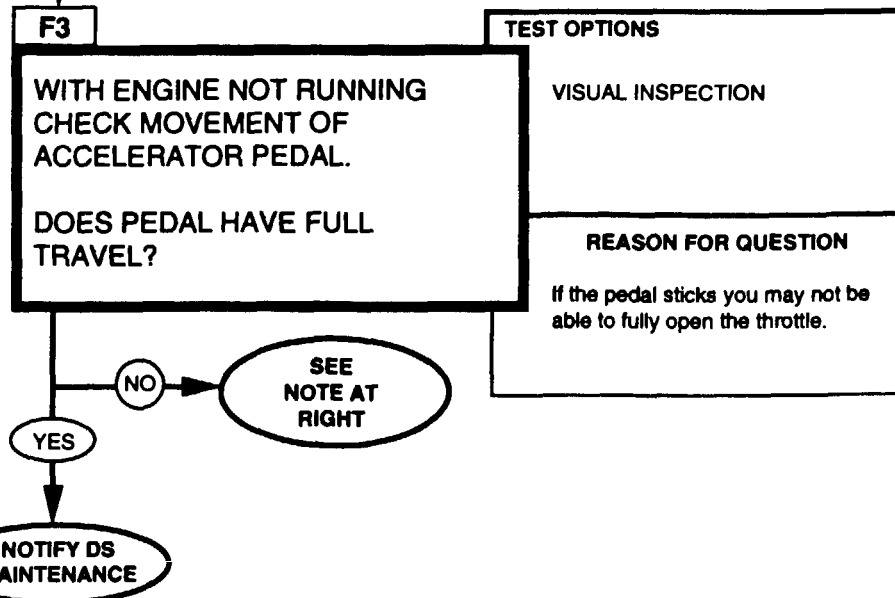 F3
WITH ENGINE NOT RUNNING
CHECK MOVEMENT OF
ACCELERATOR PEDAL.
DOES PEDAL HAVE FULL
TRAVEL?
TEST OPTIONS
VISUAL INSPECTION
REASON FOR QUESTION
If the pedal sticks you may not be
able to fully open the throttle.
NO
SEE
NOTE AT
RIGHT
YES
NOTIFY DS
AINTENANCE